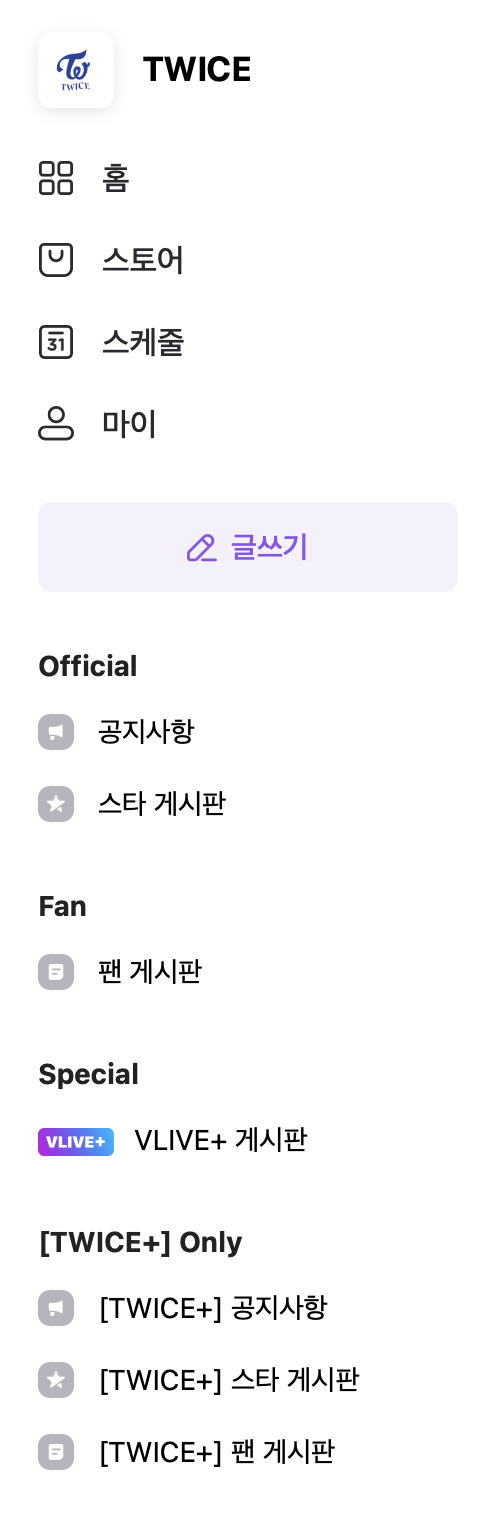 TWICE
TWICE
홈
스토어
31
스케줄
마이
글쓰기
Official
공지사항
스타 게시판
Fan
팬 게시판
Special
VLIVE+ VLIVE+ 게시판
[TWICE+] Only
[TWICE+] 공지사항
[TWICE+] 스타 게시판
[TWICE+] 팬 게시판